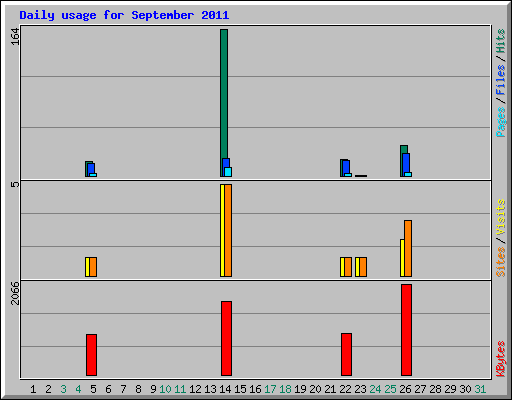 Daily usage for September 2011
164
Pages/Files/Hits
5
Sites/Visits
2066
KBytes
1 2 3 4 5 6 7 8 9 10 11 12 13 14 15 16 17 18 19 20 21 22 23 24 25 26 27 28 29 30 31